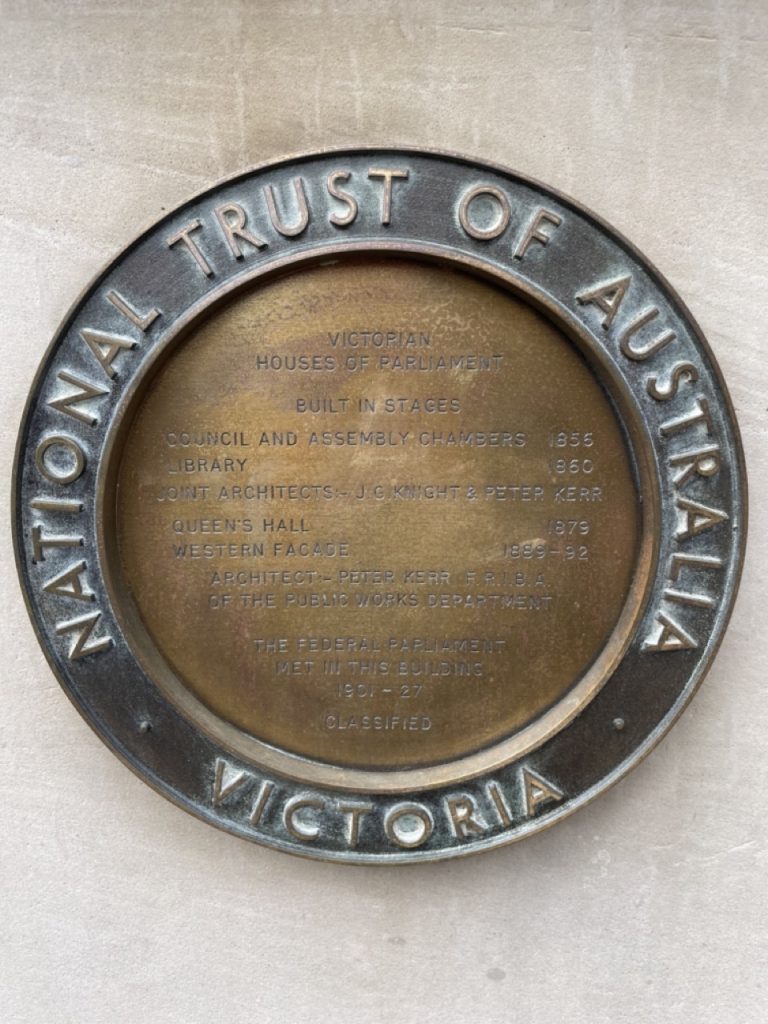 NATIONAL TRUST OF AUSTRALIA
VICTORIAN
HOUSES OF PARLIAMENT
BUILT IN STAGES
COUNCIL AND ASSEMBLY CHAMBERS 1856
LIBRARY 1860
JOINT ARCHITECTS:- J.G.KNIGHT & PETER KERR
QUEEN'S HALL 1879
WESTERN FACADE 1889-92
ARCHITECT:- PETER KERR F.R.I.B.A.
OF THE PUBLIC WORKS DEPARTMENT
THE FEDERAL PARLIAMENT
MET IN THIS BUILDING
1901 - 27
CLASSIFIED
VICTORIA